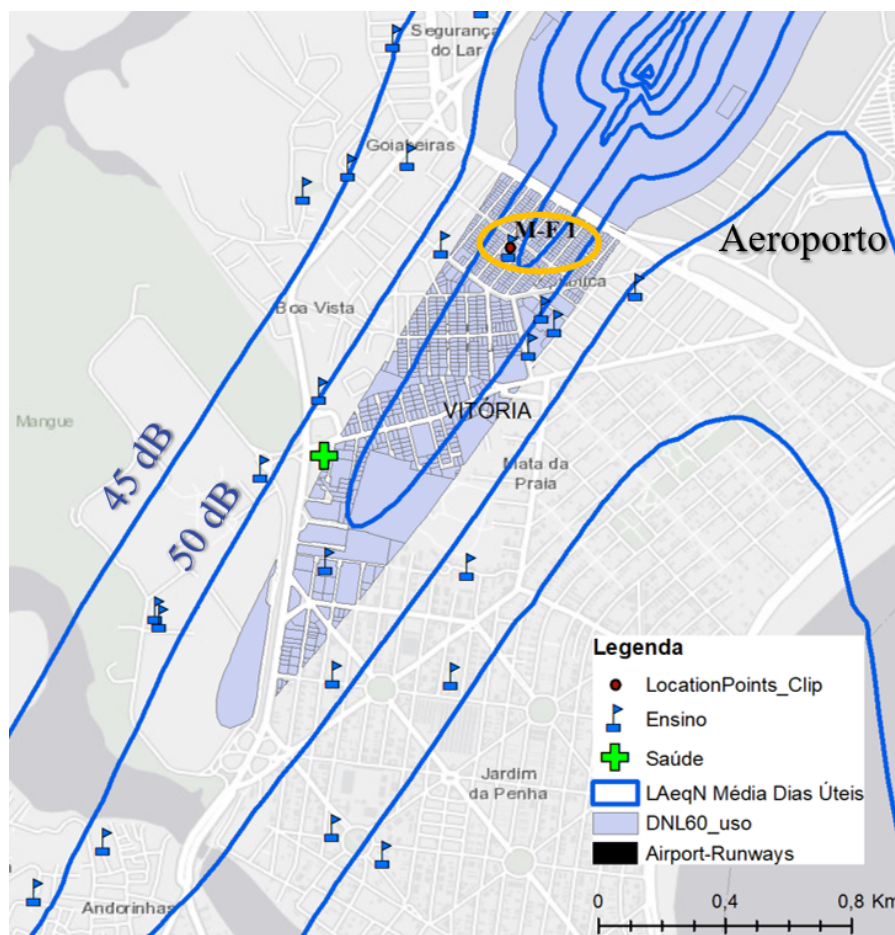 Segurança
do Lar
Goiabeiras
M-F 1
Aeroporto
Boa Vista
Mangue
VITÓRIA
45 dB
50 dB
Mata da
Praia
Legenda
LocationPoints_Clip
Ensino
Saúde
LAeqN Média Dias Úteis
DNL60_uso
Airport-Runways
Jardim
da Penha
Andorinhas
0 0,4 0,8 Km